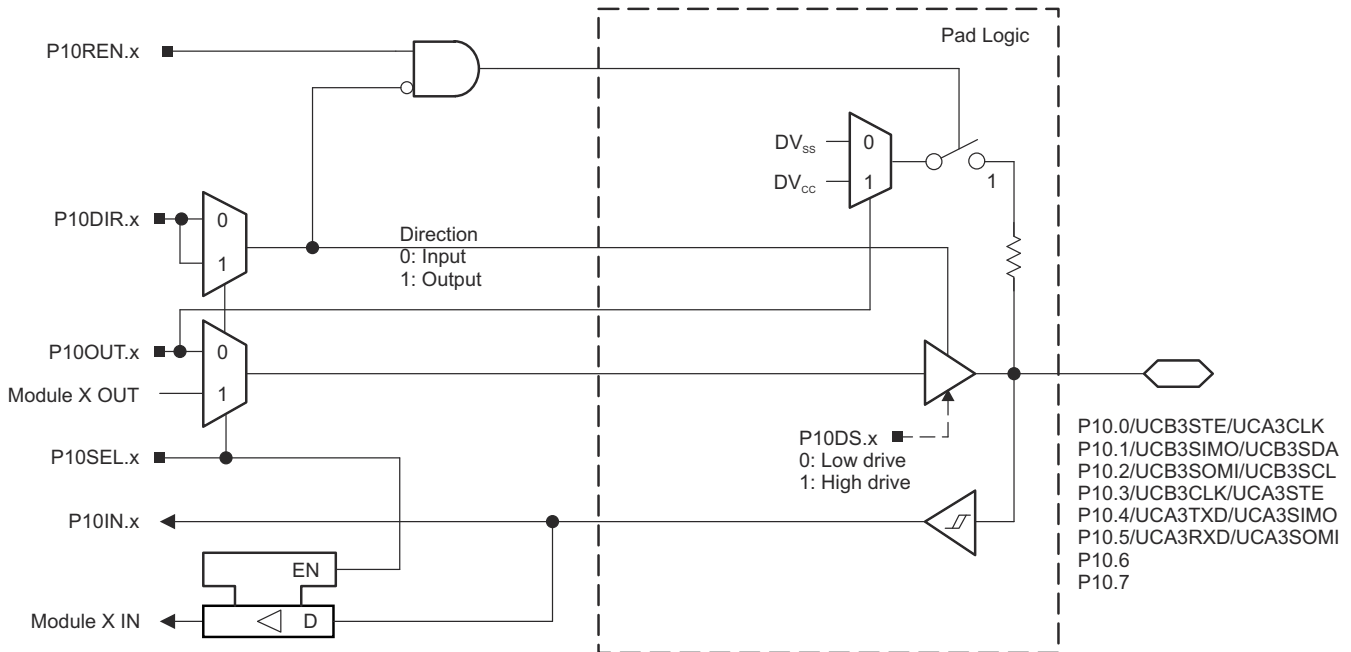 Pad Logic
P10REN.x
DVSS
0
DVCC
1
1
P10DIR.x
0
1
Direction
0: Input
1: Output
P10OUT.x
0
Module X OUT
1
P10DS.x
0: Low drive
1: High drive
P10SEL.x
P10IN.x
EN
Module X IN
D
P10.0/UCB3STE/UCA3CLK
P10.1/UCB3SIMO/UCB3SDA
P10.2/UCB3SOMI/UCB3SCL
P10.3/UCB3CLK/UCA3STE
P10.4/UCA3TXD/UCA3SIMO
P10.5/UCA3RXD/UCA3SOMI
P10.6
P10.7